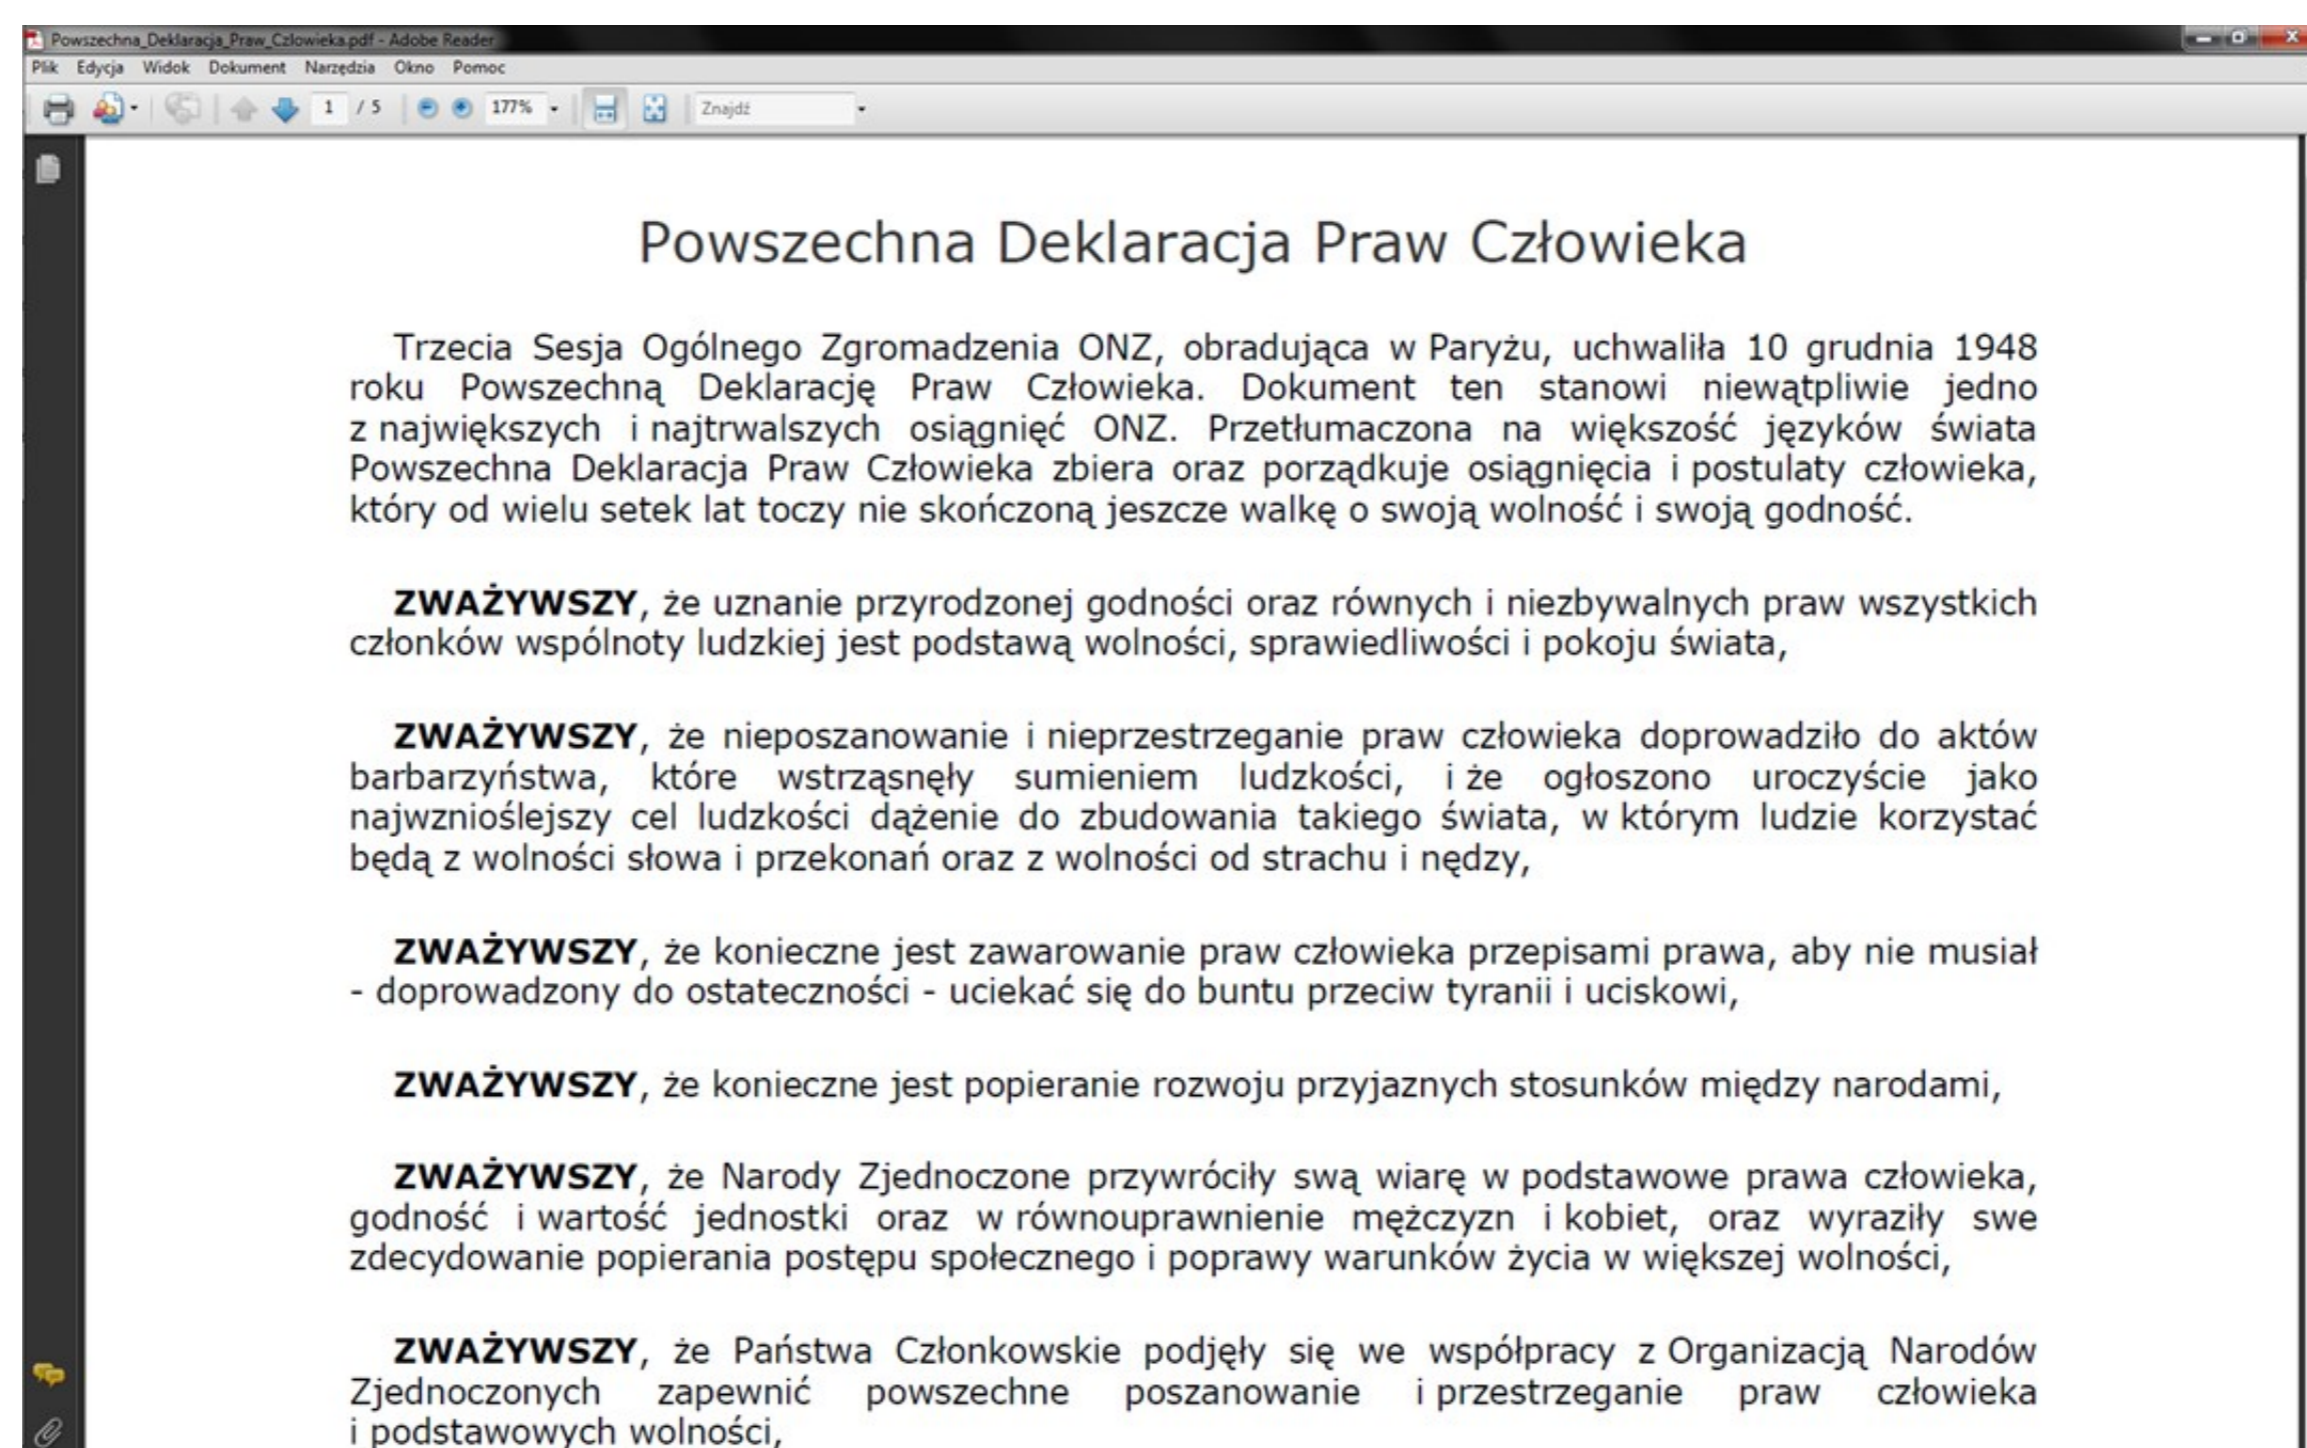 Powszechna_Deklaracja_Praw_Czlowieka.pdf - Adobe Reader
Plik Edycja Widok Dokument Narzędzia Okno Pomoc
1 / 5 177% Znajdź
Powszechna Deklaracja Praw Człowieka
Trzecia Sesja Ogólnego Zgromadzenia ONZ, obradująca w Paryżu, uchwaliła 10 grudnia 1948
roku Powszechną Deklarację Praw Człowieka. Dokument ten stanowi niewątpliwie jedno
z największych i najtrwalszych osiągnięć ONZ. Przetłumaczona na większość języków świata
Powszechna Deklaracja Praw Człowieka zbiera oraz porządkuje osiągnięcia i postulaty człowieka,
który od wielu setek lat toczy nie skończoną jeszcze walkę o swoją wolność i swoją godność.
ZWAŻYWSZY, że uznanie przyrodzonej godności oraz równych i niezbywalnych praw wszystkich
członków wspólnoty ludzkiej jest podstawą wolności, sprawiedliwości i pokoju świata,
ZWAŻYWSZY, że nieposzanowanie i nieprzestrzeganie praw człowieka doprowadziło do aktów
barbarzyństwa, które wstrząsnęły sumieniem ludzkości, i że ogłoszono uroczyście jako
najwznioślejszy cel ludzkości dążenie do zbudowania takiego świata, w którym ludzie korzystać
będą z wolności słowa i przekonań oraz z wolności od strachu i nędzy,
ZWAŻYWSZY, że konieczne jest zawarowanie praw człowieka przepisami prawa, aby nie musiał
- doprowadzony do ostateczności - uciekać się do buntu przeciw tyranii i uciskowi,
ZWAŻYWSZY, że konieczne jest popieranie rozwoju przyjaznych stosunków między narodami,
ZWAŻYWSZY, że Narody Zjednoczone przywróciły swą wiarę w podstawowe prawa człowieka,
godność i wartość jednostki oraz w równouprawnienie mężczyzn i kobiet, oraz wyraziły swe
zdecydowanie popierania postępu społecznego i poprawy warunków życia w większej wolności,
ZWAŻYWSZY, że Państwa Członkowskie podjęły się we współpracy z Organizacją Narodów
Zjednoczonych zapewnić powszechne poszanowanie i przestrzeganie praw człowieka
i podstawowych wolności,